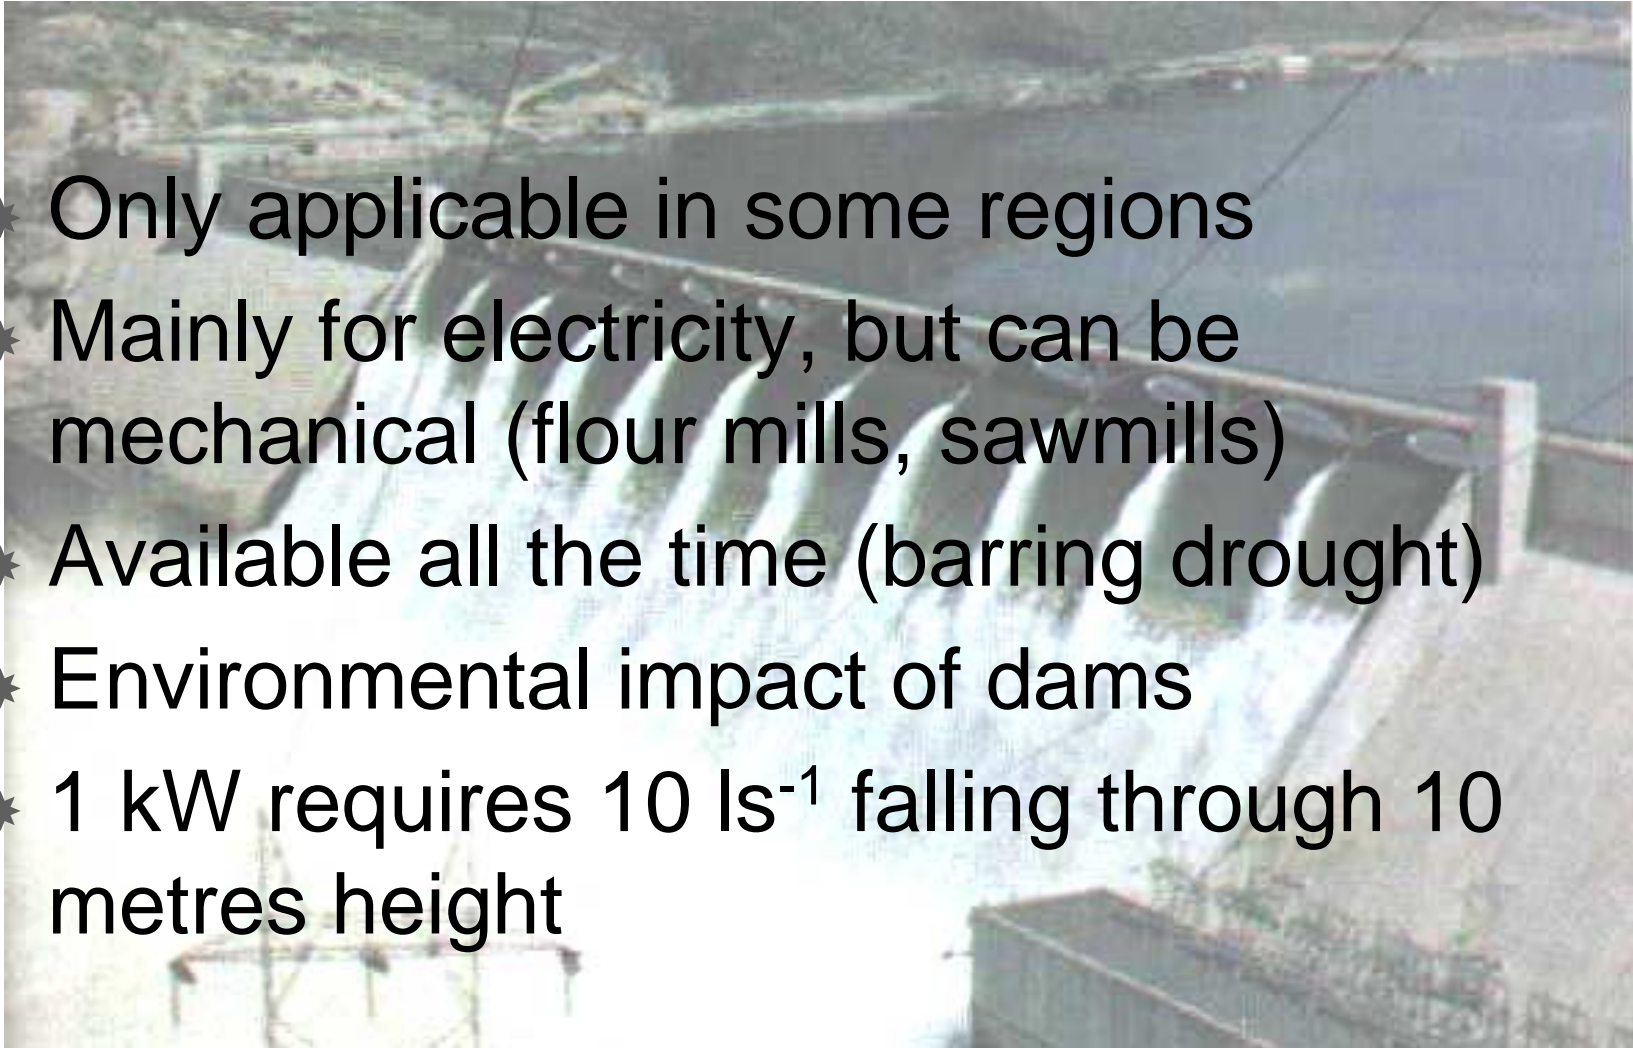 Only applicable in some regions
Mainly for electricity, but can be
mechanical (flour mills, sawmills)
Available all the time (barring drought)
Environmental impact of dams
1 kW requires 10 ls⁻¹ falling through 10
metres height